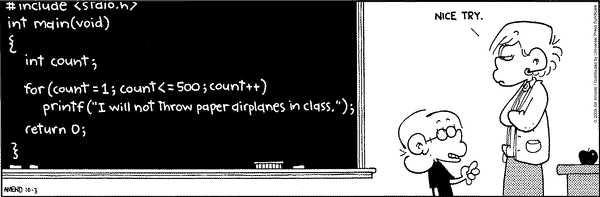 #include <stdio.h>
int main(void)
{
int count;
for (count = 1; count <= 500; count++)
printf ("I will not throw paper airplanes in class.");
return 0;
}
NICE TRY.
AMEND 10-3